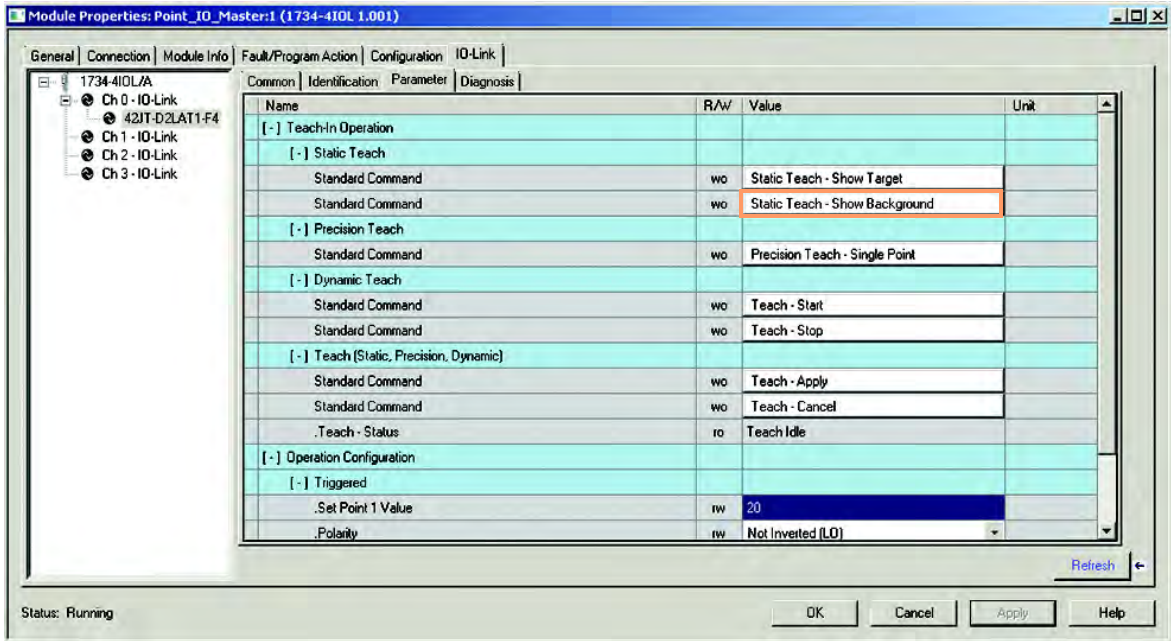 Module Properties: Point_IO_Master:1 (1734-4IOL 1.001)
General Connection Module Info Fault/Program Action Configuration IO-Link
1734-4IOL/A
Ch 0 - IO-Link
42JT-D2LAT1-F4
Ch 1 - IO-Link
Ch 2 - IO-Link
Ch 3 - IO-Link
Common Identification Parameter Diagnosis
Name R/W Value Unit
[-] Teach-In Operation
[-] Static Teach
Standard Command wo Static Teach - Show Target
Standard Command wo Static Teach - Show Background
[-] Precision Teach
Standard Command wo Precision Teach - Single Point
[-] Dynamic Teach
Standard Command wo Teach - Start
Standard Command wo Teach - Stop
[-] Teach (Static, Precision, Dynamic)
Standard Command wo Teach - Apply
Standard Command wo Teach - Cancel
.Teach - Status ro Teach Idle
[-] Operation Configuration
[-] Triggered
.Set Point 1 Value rw 20
.Polarity rw Not Inverted (LO)
Refresh ←
Status: Running OK Cancel Apply Help